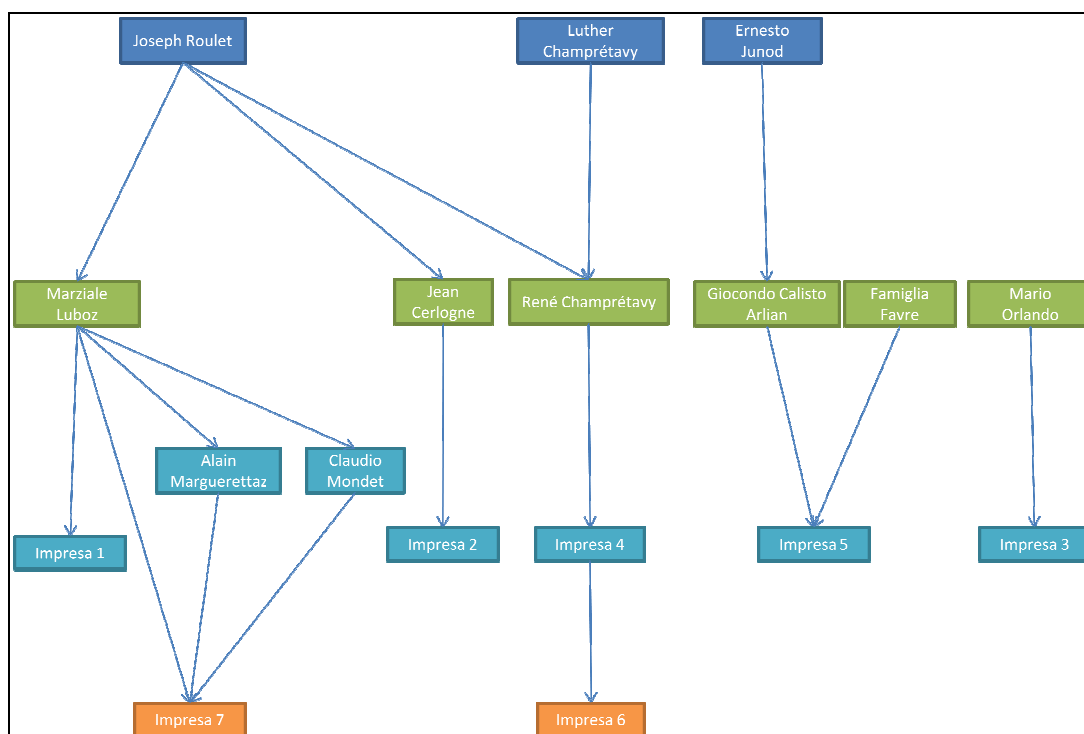 Joseph Roulet
Luther
Champrétavy
Ernesto
Junod
Marziale
Luboz
Jean
Cerlogne
René Champrétavy
Giocondo Calisto
Arlian
Famiglia
Favre
Mario
Orlando
Alain
Marguerettaz
Claudio
Mondet
Impresa 1
Impresa 2
Impresa 4
Impresa 5
Impresa 3
Impresa 7
Impresa 6